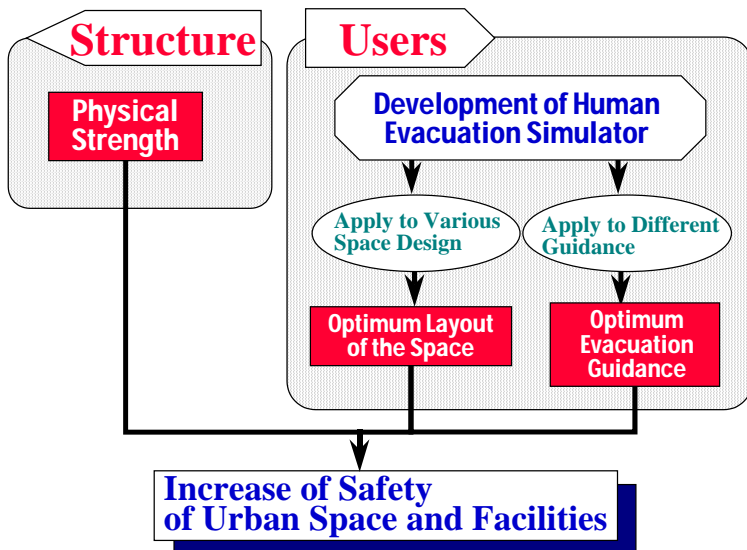 Structure
Users
Physical
Strength
Development of Human
Evacuation Simulator
Apply to Various
Space Design
Apply to Different
Guidance
Optimum Layout
of the Space
Optimum
Evacuation
Guidance
Increase of Safety
of Urban Space and Facilities